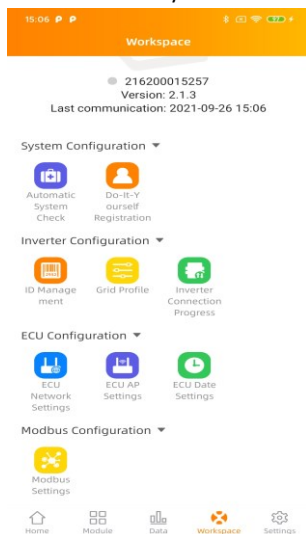 15:06
97
Workspace
216200015257
Version: 2.1.3
Last communication: 2021-09-26 15:06
System Configuration
Automatic
System
Check
Do-It-Y
ourself
Registration
Inverter Configuration
ID Manage
ment
Grid Profile
Inverter
Connection
Progress
ECU Configuration
ECU
Network
Settings
ECU AP
Settings
ECU Date
Settings
Modbus Configuration
Modbus
Settings
Home
Module
Data
Workspace
Settings